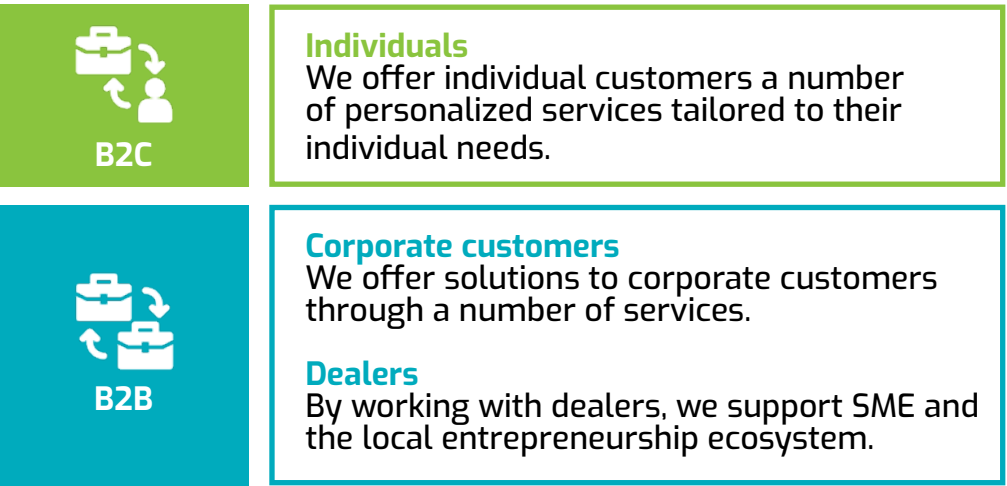 B2C
Individuals
We offer individual customers a number
of personalized services tailored to their
individual needs.
B2B
Corporate customers
We offer solutions to corporate customers
through a number of services.
Dealers
By working with dealers, we support SME and
the local entrepreneurship ecosystem.